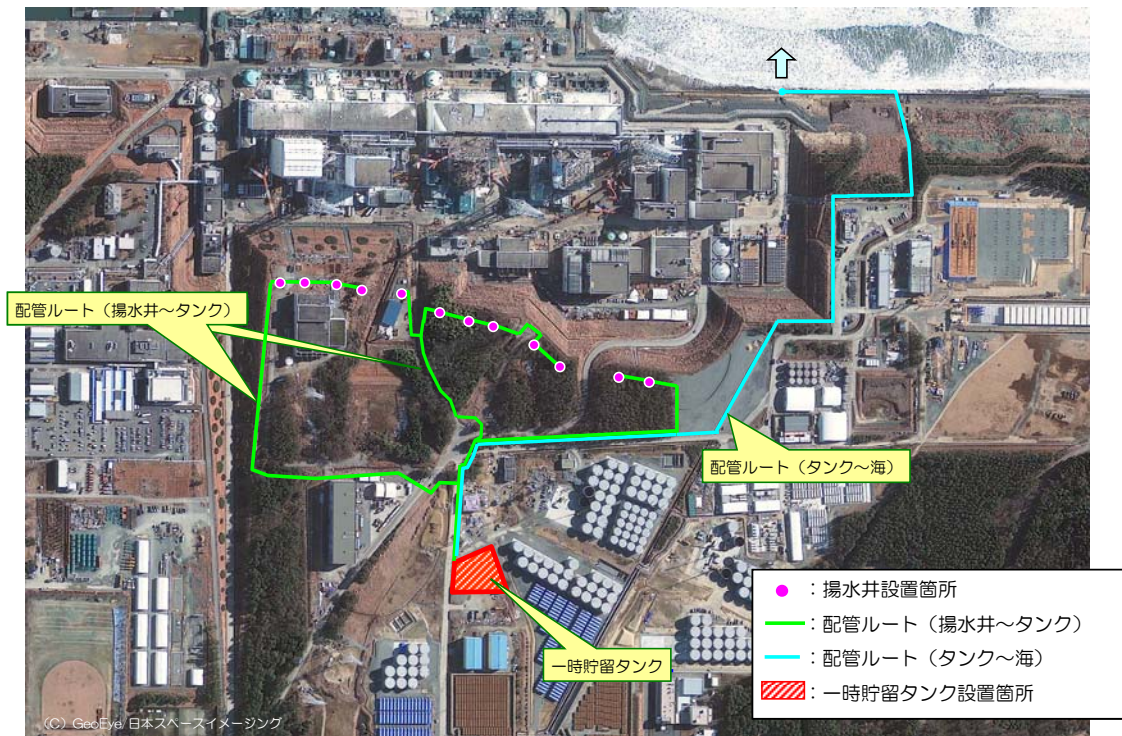 配管ルート（揚水井～タンク）
配管ルート（タンク～海）
一時貯留タンク
：揚水井設置箇所
：配管ルート（揚水井～タンク）
：配管ルート（タンク～海）
：一時貯留タンク設置箇所
（C）GeoEye/日本スペースイメージング